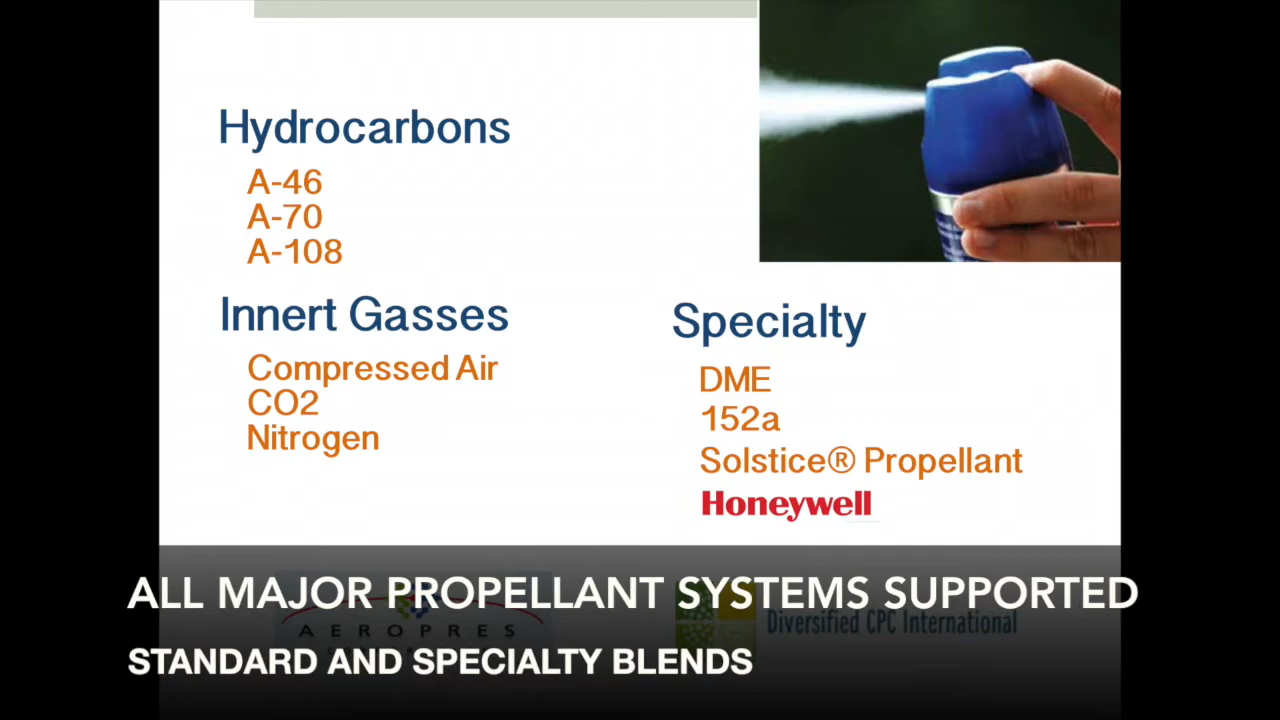 Hydrocarbons
A-46
A-70
A-108
Innert Gasses
Compressed Air
CO2
Nitrogen
Specialty
DME
152a
Solstice® Propellant
Honeywell
ALL MAJOR PROPELLANT SYSTEMS SUPPORTED
AEROPRES
Diversified CPC International
STANDARD AND SPECIALTY BLENDS